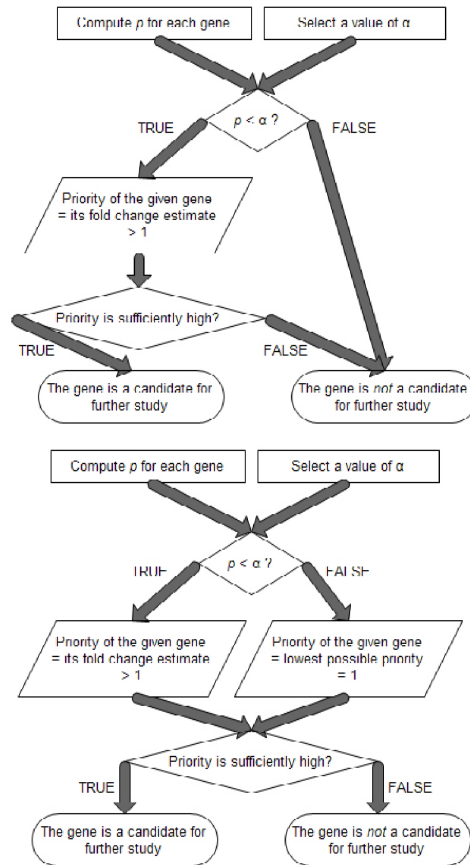 Compute p for each gene
Select a value of α
p < α ?
TRUE
FALSE
Priority of the given gene
= its fold change estimate
> 1
Priority is sufficiently high?
TRUE
FALSE
The gene is a candidate for
further study
The gene is not a candidate
for further study
Compute p for each gene
Select a value of α
p < α ?
TRUE
FALSE
Priority of the given gene
= its fold change estimate
> 1
Priority of the given gene
= lowest possible priority
= 1
Priority is sufficiently high?
TRUE
FALSE
The gene is a candidate for
further study
The gene is not a candidate
for further study